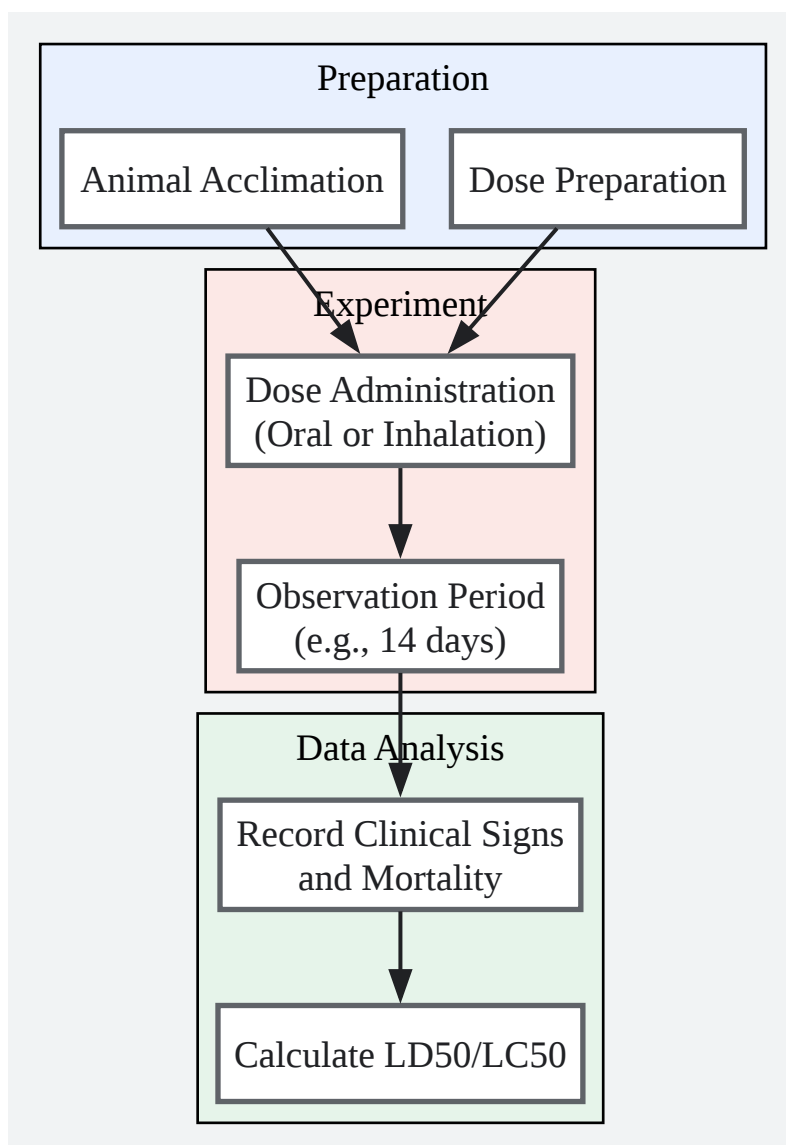 Preparation
Animal Acclimation
Dose Preparation
Experiment
Dose Administration
(Oral or Inhalation)
Observation Period
(e.g., 14 days)
Data Analysis
Record Clinical Signs
and Mortality
Calculate LD50/LC50